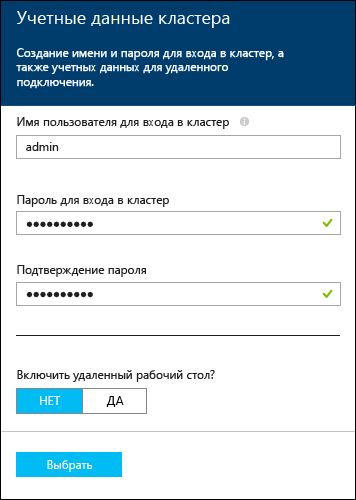 Учетные данные кластера
Создание имени и пароля для входа в кластер, а
также учетных данных для удаленного
подключения.
Имя пользователя для входа в кластер
admin
Пароль для входа в кластер
●●●●●●●●●●
Подтверждение пароля
●●●●●●●●●●
Включить удаленный рабочий стол?
НЕТ ДА
Выбрать